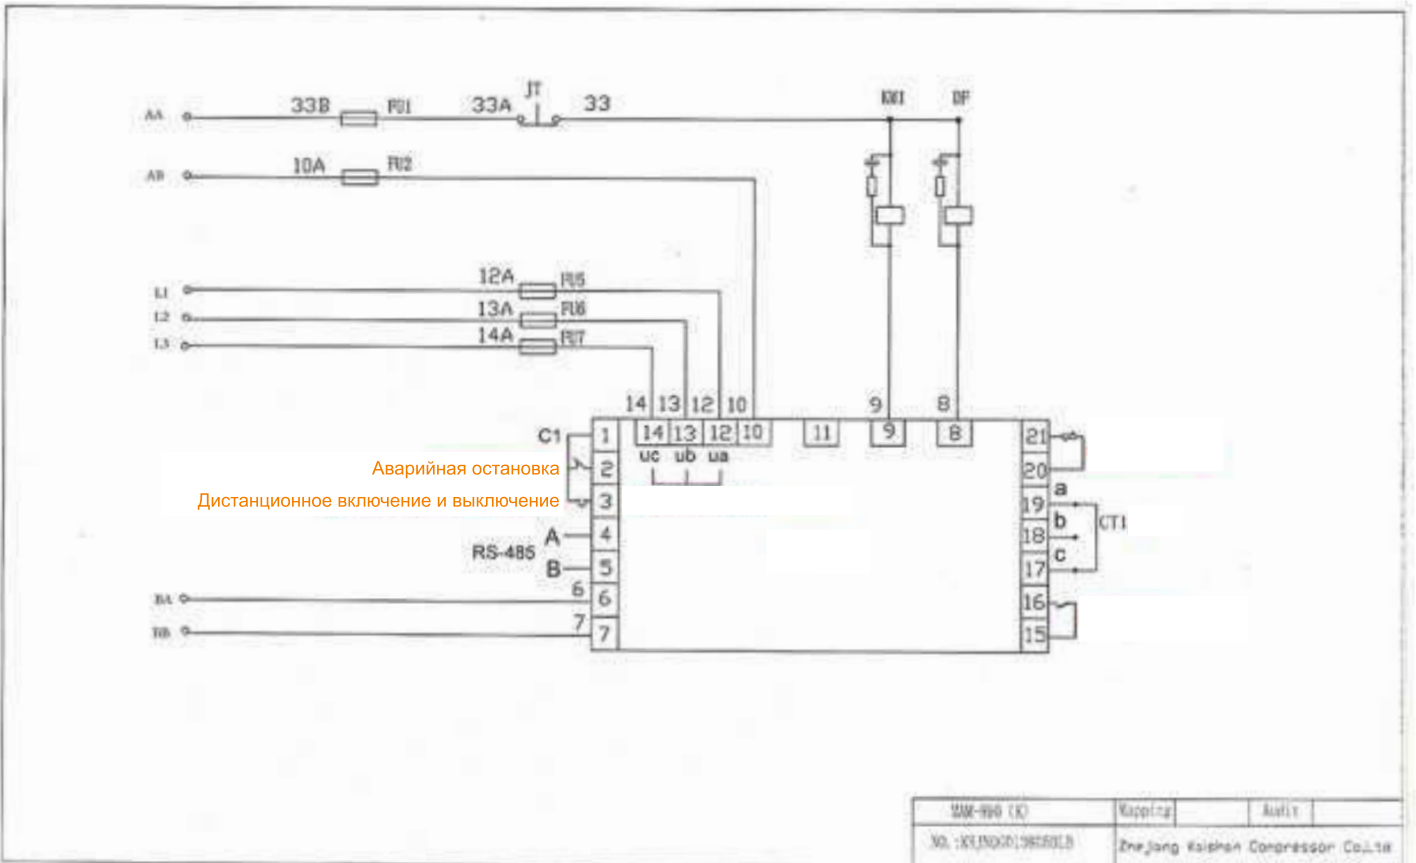 33B FU1 33A JT 33 KM1 DF
AA
10A FU2
AB
12A FU5
L1
13A FU6
L2
14A FU7
L3
14 13 12 10 9 8
C1 1 14 13 12 10 11 9 8 21
uc ub ua
Аварийная остановка 2 20
a
Дистанционное включение и выключение 3 19
b CT1
A 4 18
RS-485
c
B 5 17
6
BA 6 16
7
BB 7 15
Mapping Audit
Zhejiang Kaishan Compressor Co.,Ltd